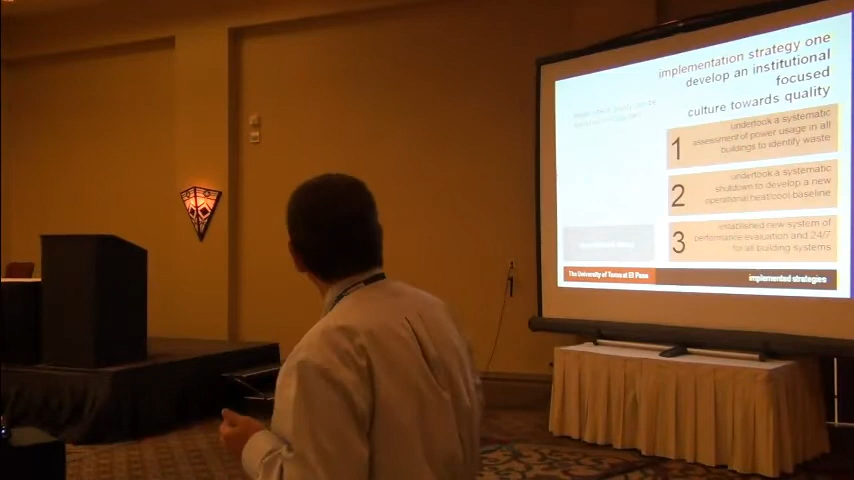 implementation strategy one
develop an institutional
focused
culture towards quality
1
undertook a systematic
assessment of power usage in all
buildings to identify waste
2
undertook a systematic
shutdown to develop a new
operational heat/cool baseline
3
established new system of
performance evaluation and 24/7
for all building systems
The University of Texas at El Paso
implemented strategies